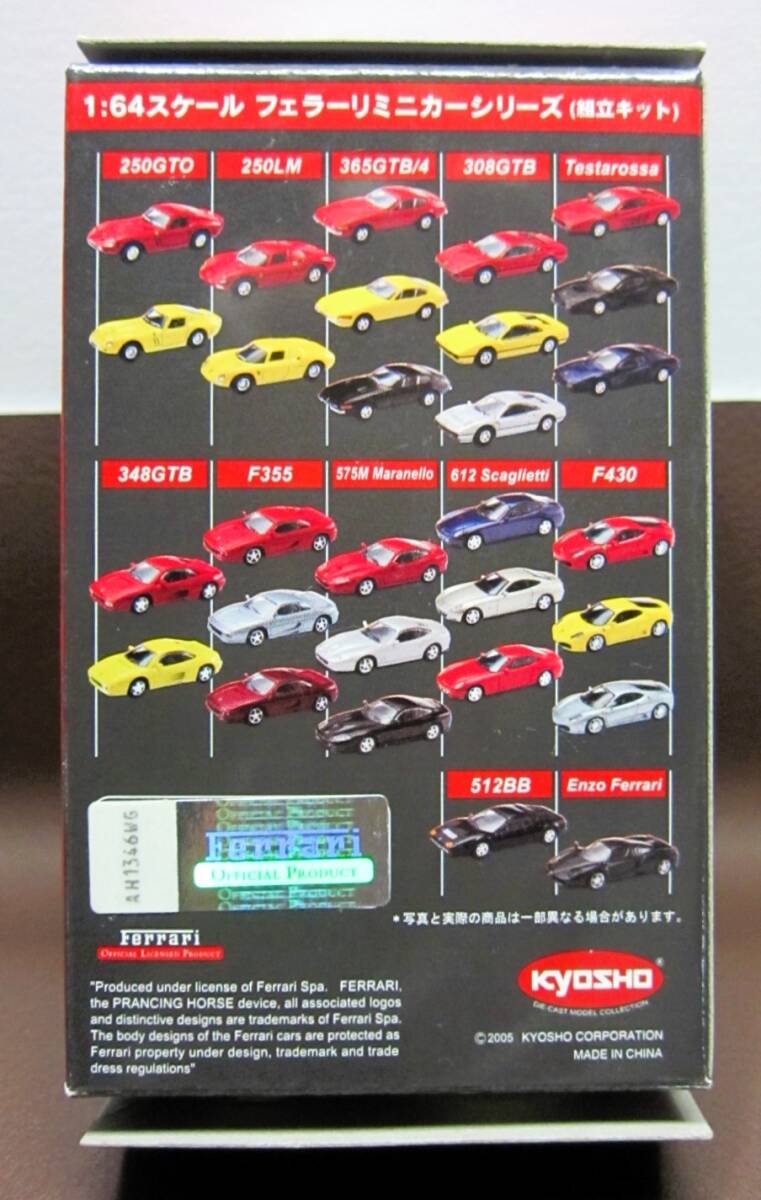 1:64スケール フェラーリミニカーシリーズ (組立キット)
250GTO 250LM 365GTB/4 308GTB Testarossa
348GTB F355 575M Maranello 612 Scaglietti F430
512BB Enzo Ferrari
AH1346WG
Ferrari
OFFICIAL PRODUCT
*写真と実際の商品は一部異なる場合があります。
Ferrari
OFFICIAL LICENSED PRODUCT
"Produced under license of Ferrari Spa. FERRARI,
the PRANCING HORSE device, all associated logos
and distinctive designs are trademarks of Ferrari Spa.
The body designs of the Ferrari cars are protected as
Ferrari property under design, trademark and trade
dress regulations"
KYOSHO®
DIE-CAST MODEL COLLECTION
©2005 KYOSHO CORPORATION
MADE IN CHINA